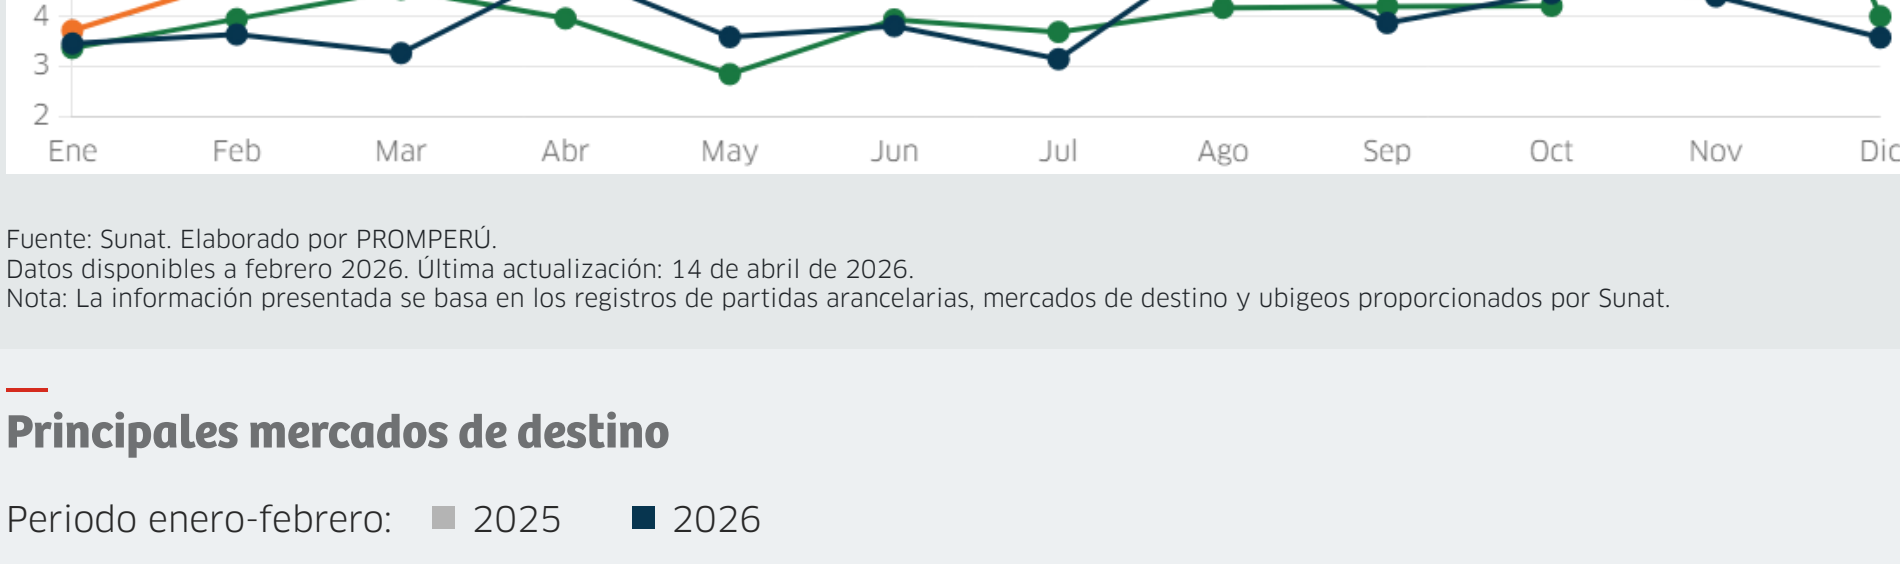 4
3
2
Ene Feb Mar Abr May Jun Jul Ago Sep Oct Nov Dic
Fuente: Sunat. Elaborado por PROMPERÚ.
Datos disponibles a febrero 2026. Última actualización: 14 de abril de 2026.
Nota: La información presentada se basa en los registros de partidas arancelarias, mercados de destino y ubigeos proporcionados por Sunat.
Principales mercados de destino
Periodo enero-febrero: 2025 2026